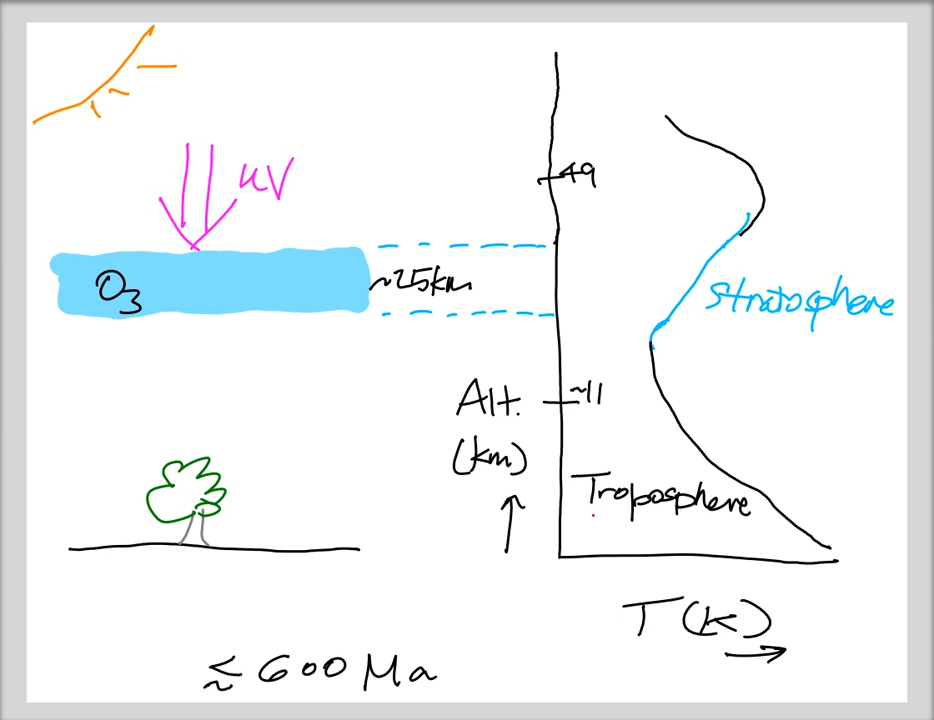 UV
49
O3
~25km
Stratosphere
~11
Alt.
(km)
Troposphere
T(K)
≲ 600 Ma